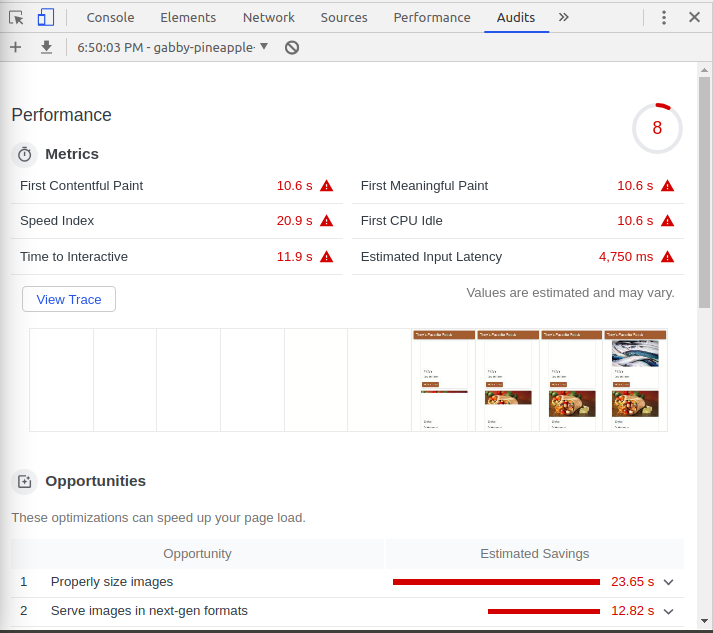 Console Elements Network Sources Performance Audits »
6:50:03 PM - gabby-pineapple-
Performance
8
Metrics
First Contentful Paint 10.6 s First Meaningful Paint 10.6 s
Speed Index 20.9 s First CPU Idle 10.6 s
Time to Interactive 11.9 s Estimated Input Latency 4,750 ms
View Trace Values are estimated and may vary.
Opportunities
These optimizations can speed up your page load.
Opportunity Estimated Savings
1 Properly size images 23.65 s
2 Serve images in next-gen formats 12.82 s